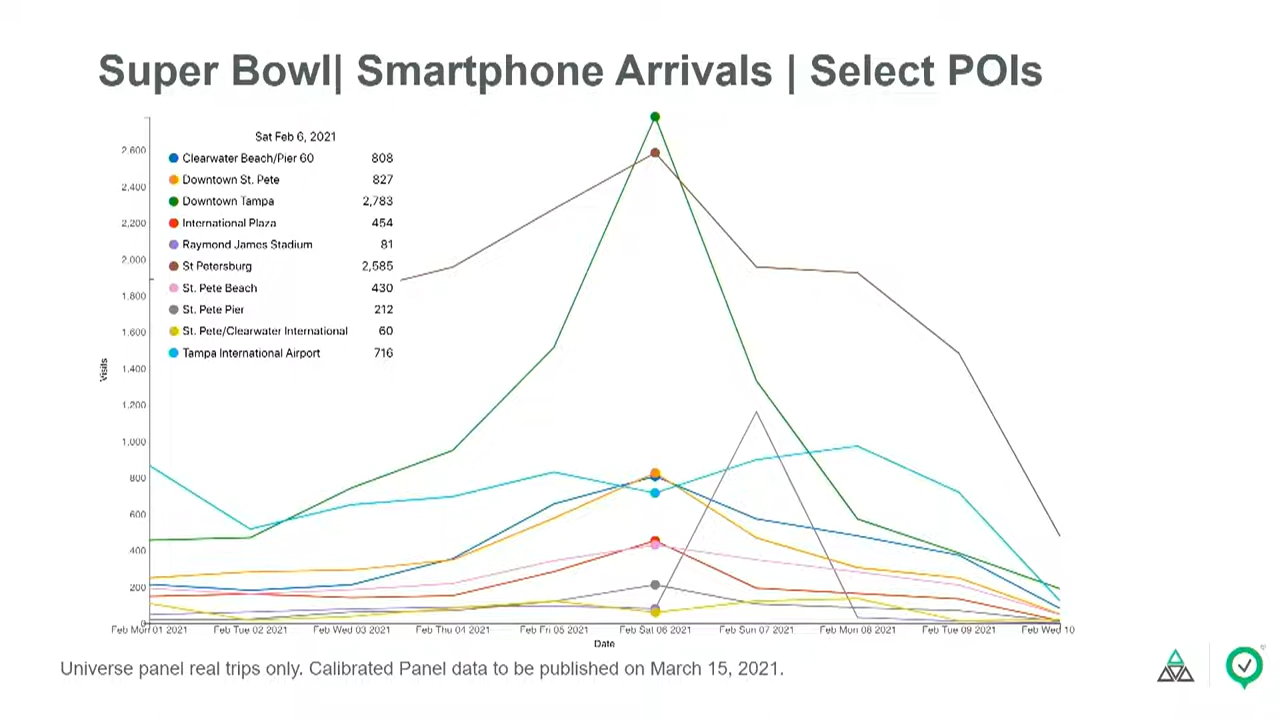 Super Bowl| Smartphone Arrivals | Select POIs
Sat Feb 6, 2021
Clearwater Beach/Pier 60 808
Downtown St. Pete 827
Downtown Tampa 2,783
International Plaza 454
Raymond James Stadium 81
St Petersburg 2,585
St. Pete Beach 430
St. Pete Pier 212
St. Pete/Clearwater International 60
Tampa International Airport 716
2,600
2,400
2,200
2,000
1,800
1,600
1,400
1,200
1,000
800
600
400
200
0
Visits
Feb Mon 01 2021 Feb Tue 02 2021 Feb Wed 03 2021 Feb Thu 04 2021 Feb Fri 05 2021 Feb Sat 06 2021 Feb Sun 07 2021 Feb Mon 08 2021 Feb Tue 09 2021 Feb Wed 10
Date
Universe panel real trips only. Calibrated Panel data to be published on March 15, 2021.